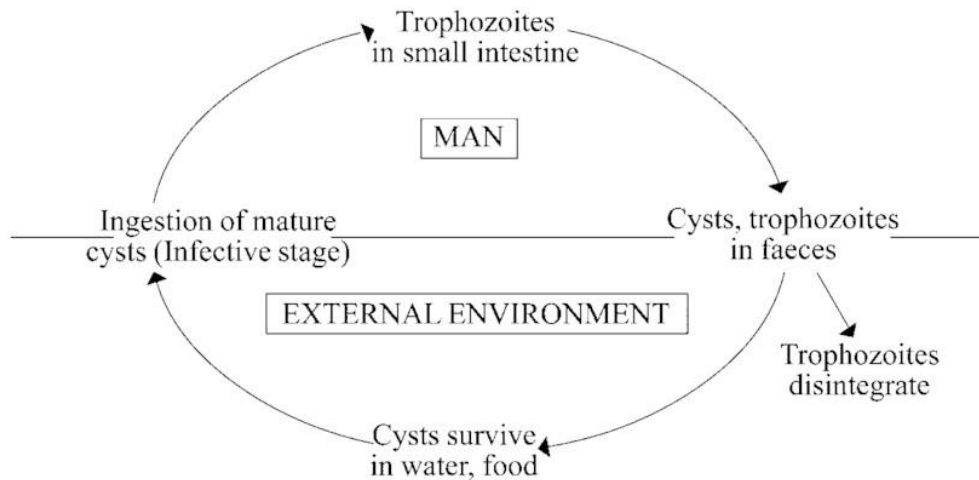 Trophozoites
in small intestine
MAN
Ingestion of mature
cysts (Infective stage)
Cysts, trophozoites
in faeces
EXTERNAL ENVIRONMENT
Trophozoites
disintegrate
Cysts survive
in water, food